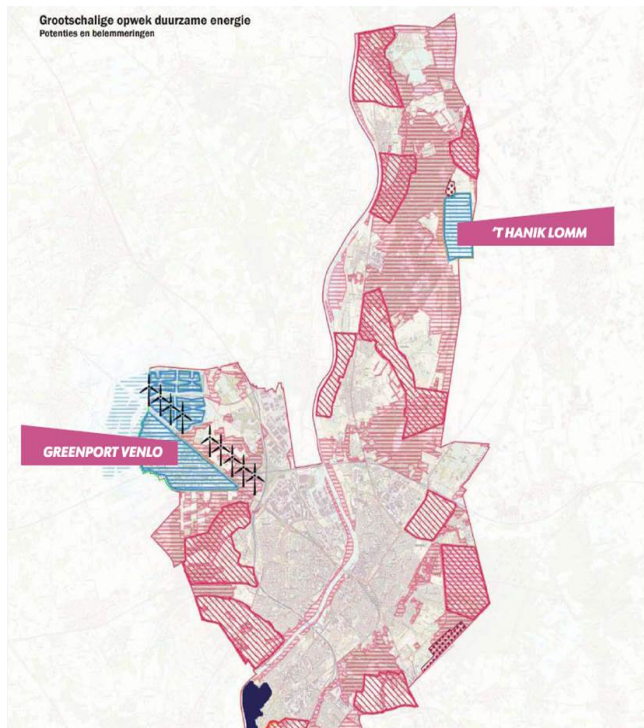 Grootschalige opwek duurzame energie
Potenties en belemmeringen
'T HANIK LOMM
GREENPORT VENLO